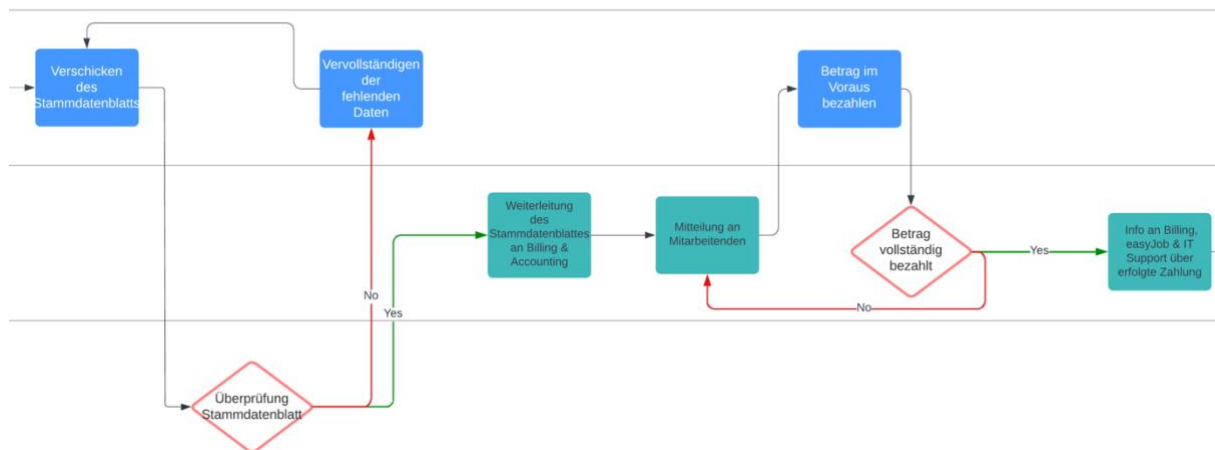 Verschicken
des
Stammdatenblatts
Vervollständigen
der
fehlenden
Daten
Betrag im
Voraus
bezahlen
Weiterleitung
des
Stammdatenblattes
an Billing &
Accounting
Mitteilung an
Mitarbeitenden
Betrag
vollständig
bezahlt
Yes
Info an Billing,
easyJob & IT
Support über
erfolgte Zahlung
No
No
Yes
Überprüfung
Stammdatenblatt